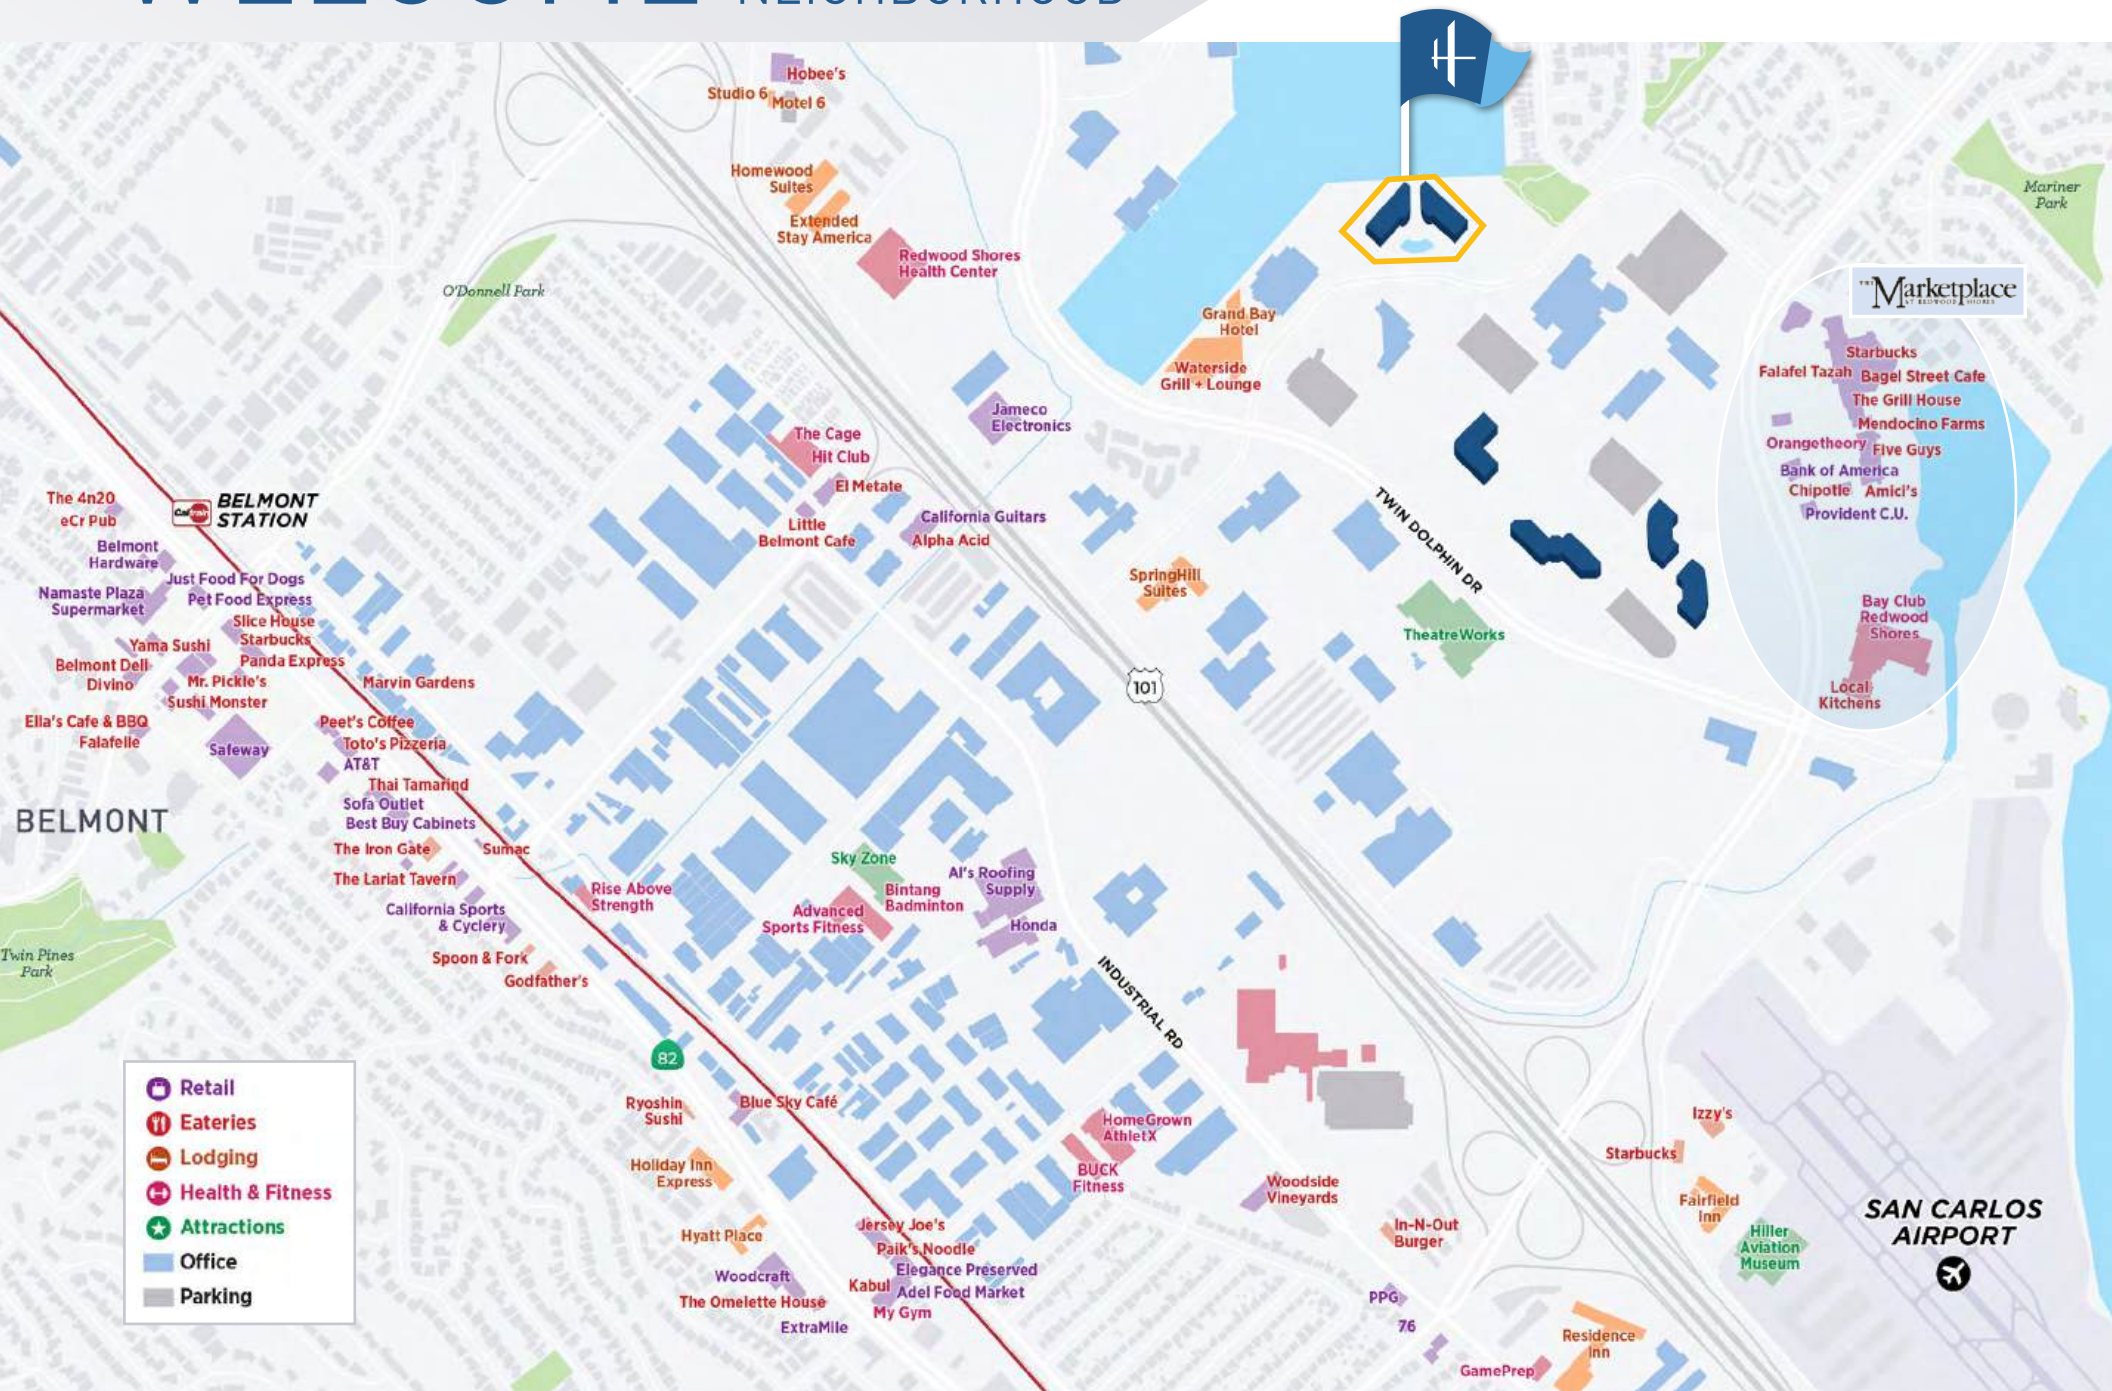 WELCOME NEIGHBORHOOD
Hobee's
Studio 6
Motel 6
Homewood
Suites
Extended
Stay America
Redwood Shores
Health Center
Mariner
Park
O'Donnell Park
THE Marketplace
AT REDWOOD SHORES
Grand Bay
Hotel
Waterside
Grill + Lounge
Starbucks
Falafel Tazah
Bagel Street Cafe
The Grill House
Mendocino Farms
Orangetheory
Five Guys
Bank of America
Chipotle
Amici's
Provident C.U.
Bay Club
Redwood
Shores
Local
Kitchens
Jameco
Electronics
The Cage
Hit Club
El Metate
Little
Belmont Cafe
California Guitars
Alpha Acid
TWIN DOLPHIN DR
SpringHill
Suites
TheatreWorks
101
The 4n20
eCr Pub
Caltrain
BELMONT
STATION
Belmont
Hardware
Just Food For Dogs
Pet Food Express
Namaste Plaza
Supermarket
Slice House
Starbucks
Yama Sushi
Panda Express
Belmont Deli
Divino
Mr. Pickle's
Sushi Monster
Marvin Gardens
Ella's Cafe & BBQ
Falafelle
Safeway
Peet's Coffee
Toto's Pizzeria
AT&T
Thai Tamarind
Sofa Outlet
Best Buy Cabinets
BELMONT
The Iron Gate
Sumac
The Lariat Tavern
California Sports
& Cyclery
Rise Above
Strength
Sky Zone
Bintang
Badminton
Advanced
Sports Fitness
Al's Roofing
Supply
Honda
Spoon & Fork
Godfather's
Twin Pines
Park
INDUSTRIAL RD
82
Retail
Eateries
Lodging
Health & Fitness
Attractions
Office
Parking
Ryoshin
Sushi
Blue Sky Café
Holiday Inn
Express
Hyatt Place
Woodcraft
The Omelette House
ExtraMile
Jersey Joe's
Paik's Noodle
Elegance Preserved
Kabul
Adel Food Market
My Gym
HomeGrown
AthletX
BUCK
Fitness
Woodside
Vineyards
In-N-Out
Burger
Izzy's
Starbucks
Fairfield
Inn
Hiller
Aviation
Museum
SAN CARLOS
AIRPORT
PPG
76
GamePrep
Residence
Inn